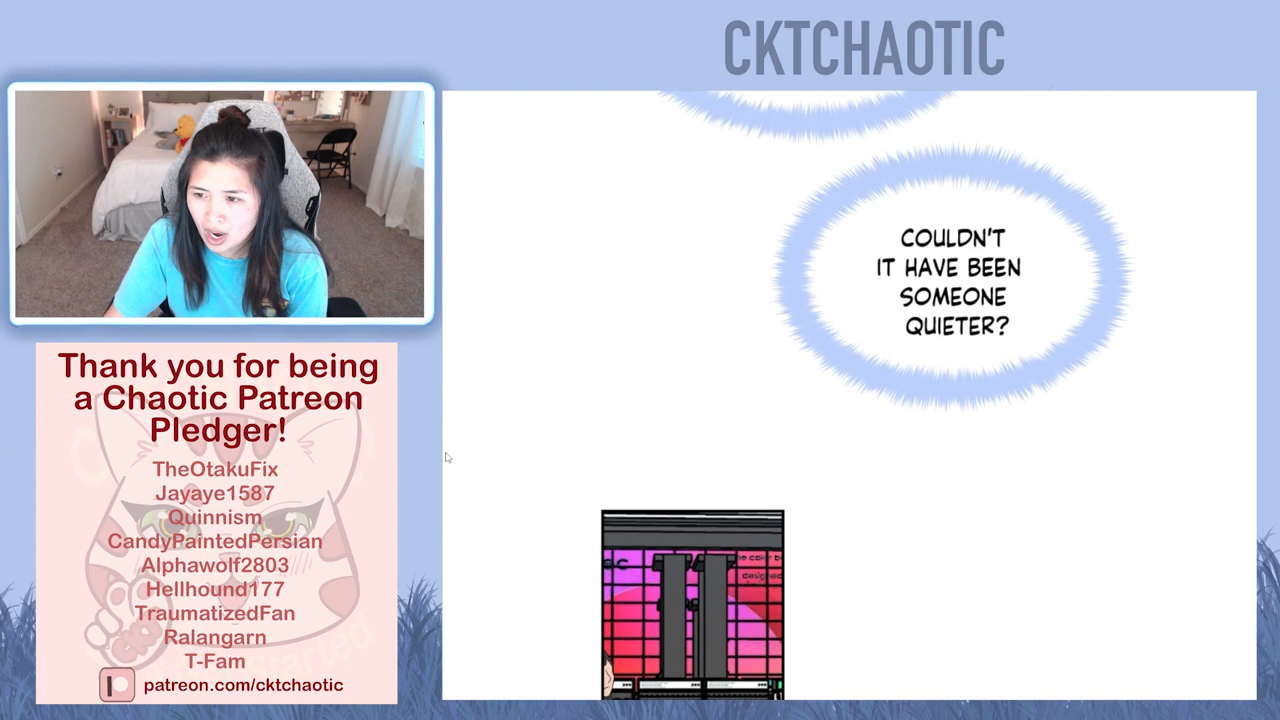 CKTCHAOTIC
COULDN'T
IT HAVE BEEN
SOMEONE
QUIETER?
Thank you for being
a Chaotic Patreon
Pledger!
TheOtakuFix
Jayaye1587
Quinnism
CandyPaintedPersian
Alphawolf2803
Hellhound177
TraumatizedFan
Ralangarn
T-Fam
patreon.com/cktchaotic